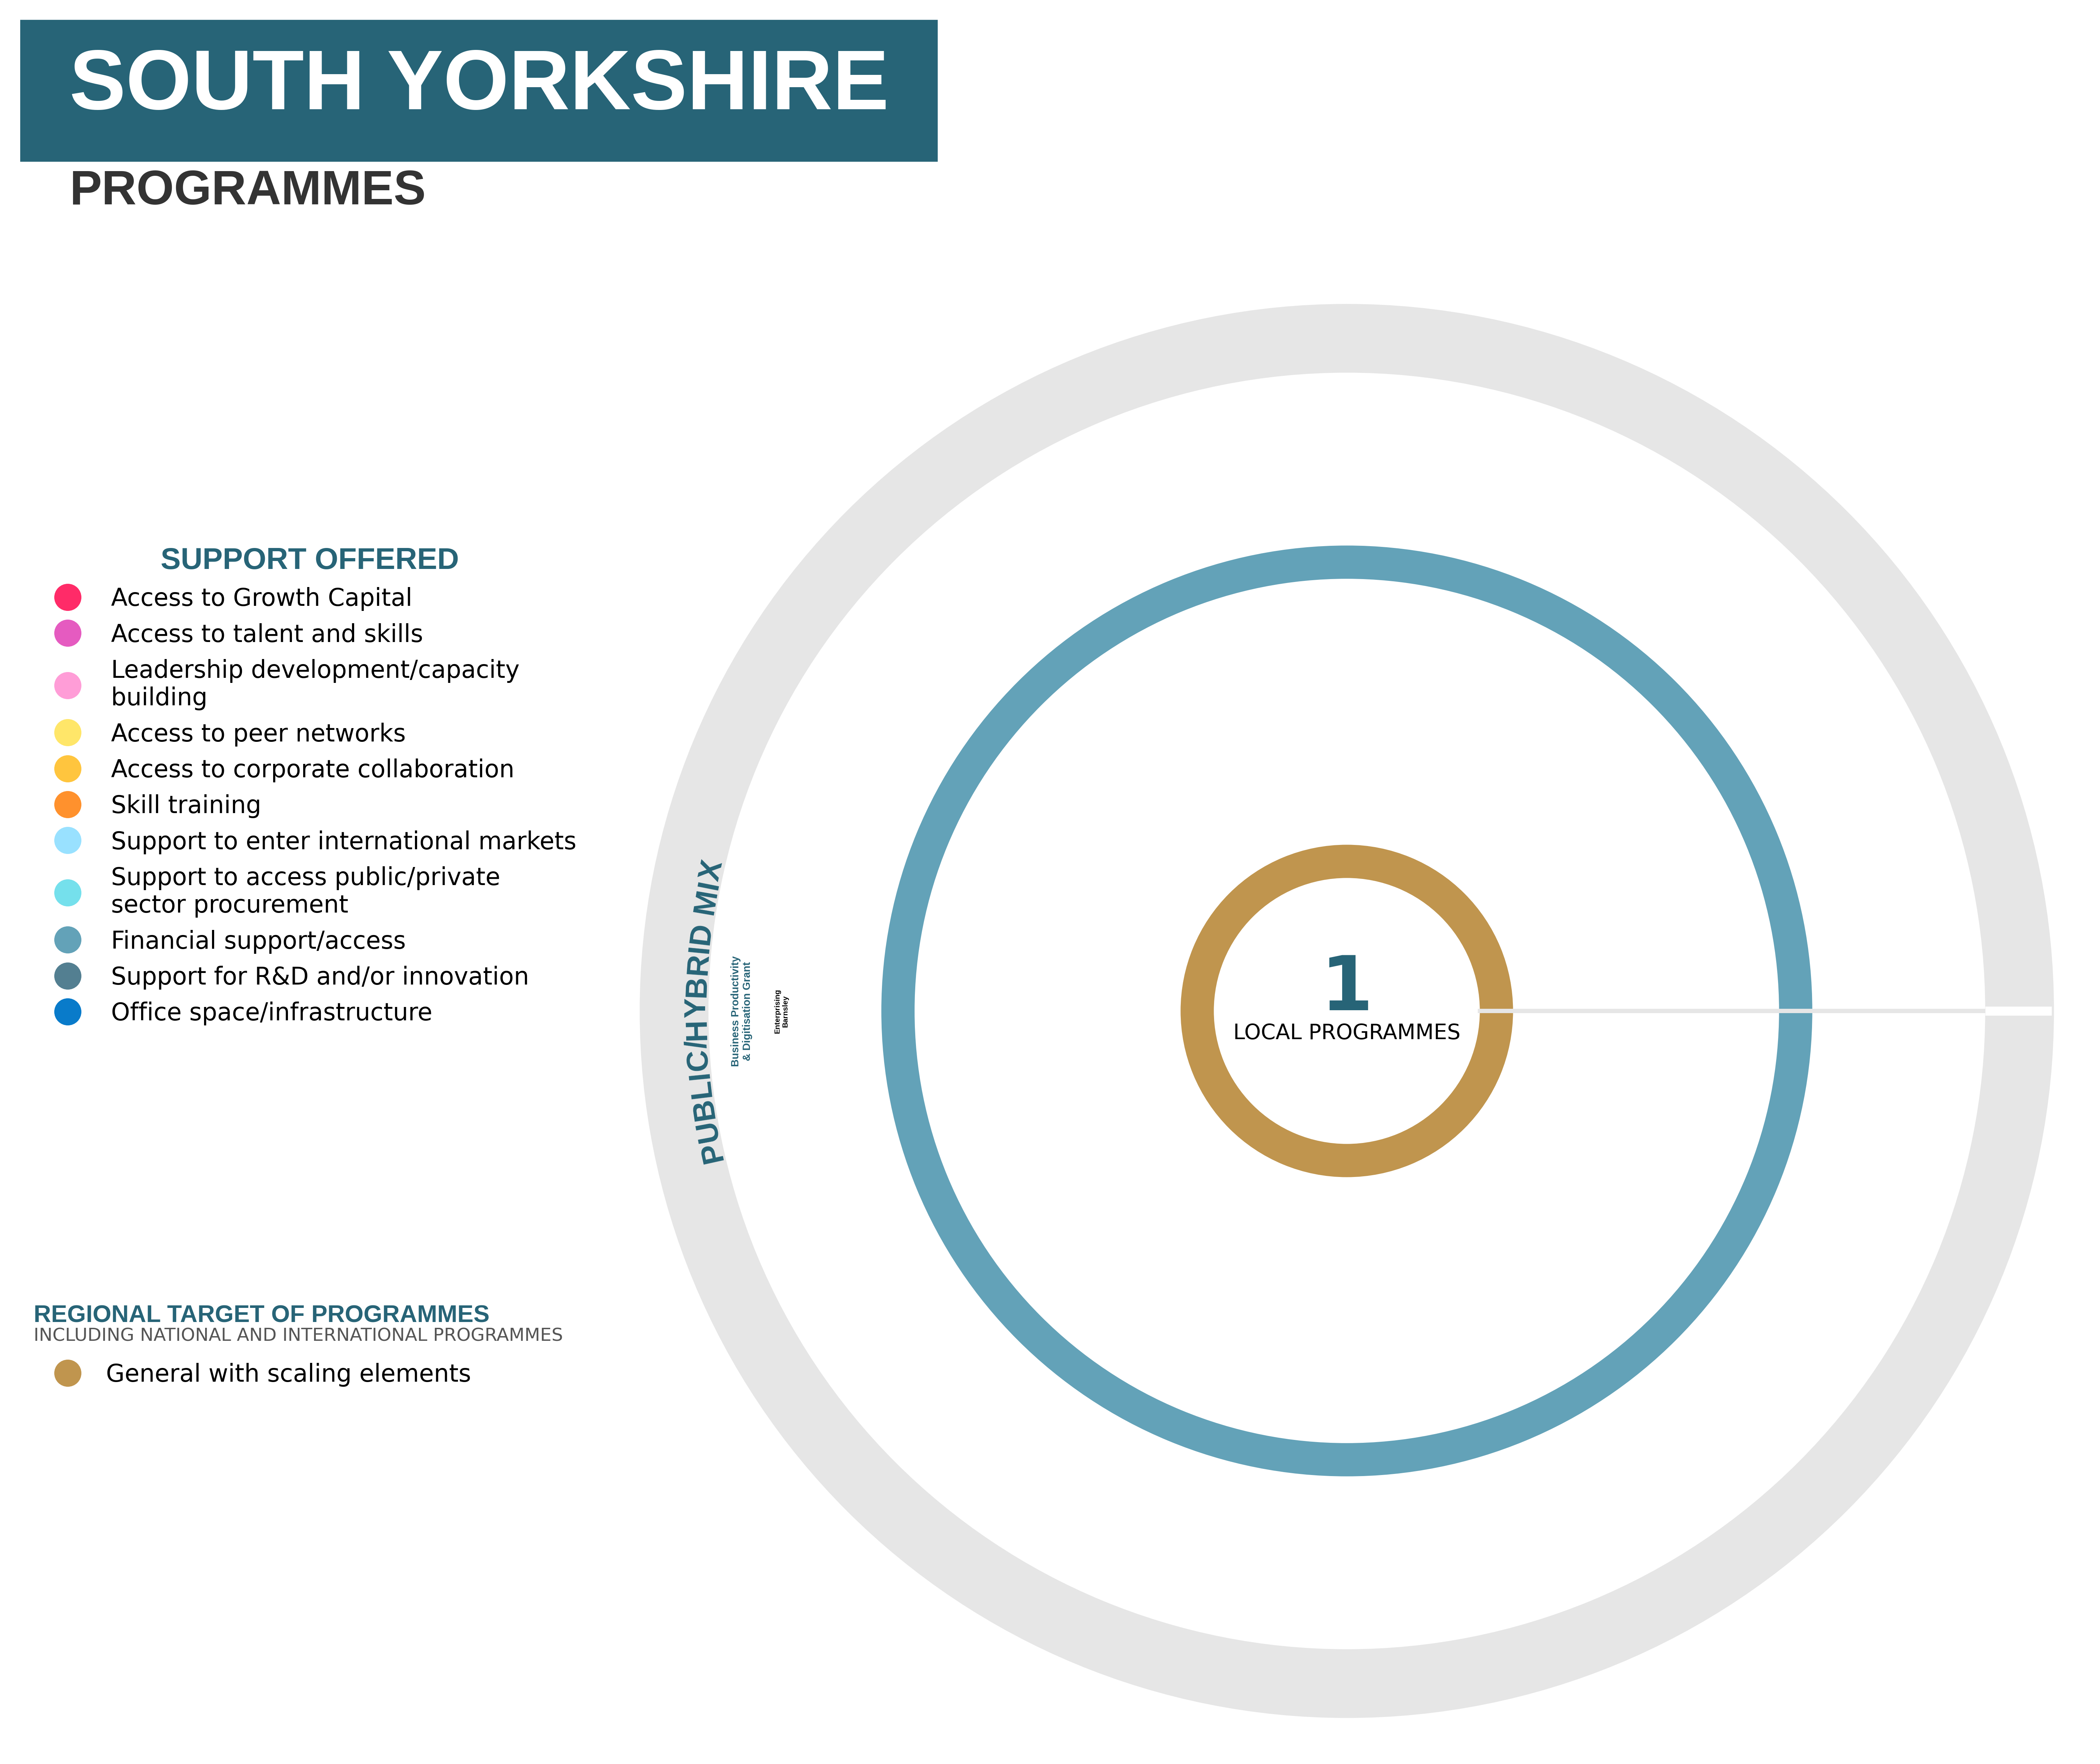 SOUTH YORKSHIRE
PROGRAMMES
SUPPORT OFFERED
Access to Growth Capital
Access to talent and skills
Leadership development/capacity
building
Access to peer networks
Access to corporate collaboration
Skill training
Support to enter international markets
Support to access public/private
sector procurement
Financial support/access
Support for R&D and/or innovation
Office space/infrastructure
REGIONAL TARGET OF PROGRAMMES
INCLUDING NATIONAL AND INTERNATIONAL PROGRAMMES
General with scaling elements
PUBLIC/HYBRID MIX
Business Productivity
& Digitisation Grant
Enterprising
Barnsley
1
LOCAL PROGRAMMES